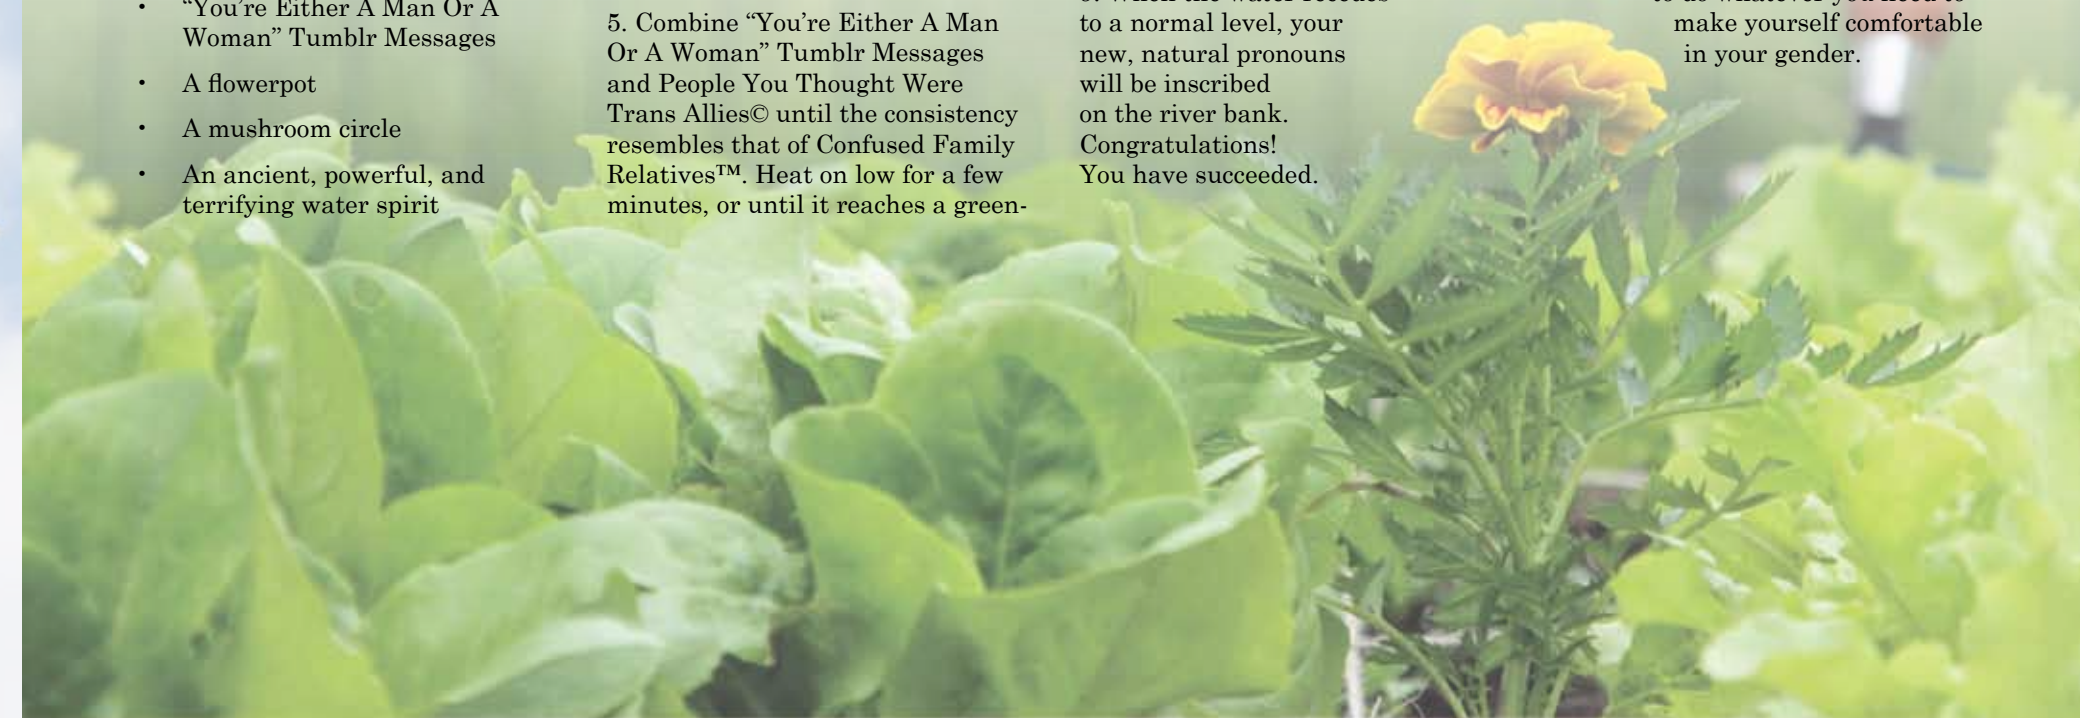 • “You’re Either A Man Or A
Woman” Tumblr Messages
• A flowerpot
• A mushroom circle
• An ancient, powerful, and
terrifying water spirit
5. Combine “You’re Either A Man
Or A Woman” Tumblr Messages
and People You Thought Were
Trans Allies© until the consistency
resembles that of Confused Family
Relatives™. Heat on low for a few
minutes, or until it reaches a green-
to a normal level, your
new, natural pronouns
will be inscribed
on the river bank.
Congratulations!
You have succeeded.
make yourself comfortable
in your gender.